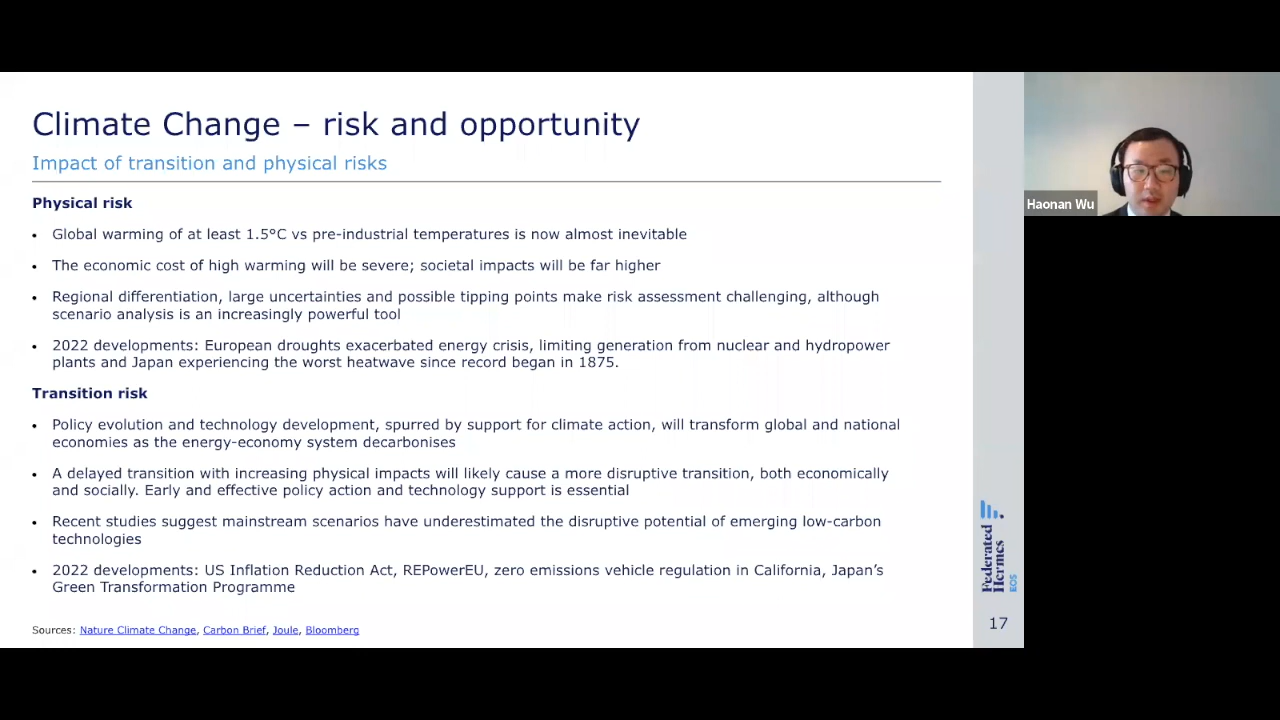 Climate Change – risk and opportunity
Impact of transition and physical risks
Physical risk
• Global warming of at least 1.5°C vs pre-industrial temperatures is now almost inevitable
• The economic cost of high warming will be severe; societal impacts will be far higher
• Regional differentiation, large uncertainties and possible tipping points make risk assessment challenging, although
scenario analysis is an increasingly powerful tool
• 2022 developments: European droughts exacerbated energy crisis, limiting generation from nuclear and hydropower
plants and Japan experiencing the worst heatwave since record began in 1875.
Transition risk
• Policy evolution and technology development, spurred by support for climate action, will transform global and national
economies as the energy-economy system decarbonises
• A delayed transition with increasing physical impacts will likely cause a more disruptive transition, both economically
and socially. Early and effective policy action and technology support is essential
• Recent studies suggest mainstream scenarios have underestimated the disruptive potential of emerging low-carbon
technologies
• 2022 developments: US Inflation Reduction Act, REPowerEU, zero emissions vehicle regulation in California, Japan's
Green Transformation Programme
Sources: Nature Climate Change, Carbon Brief, Joule, Bloomberg
Federated
Hermes
EOS
17
Haonan Wu